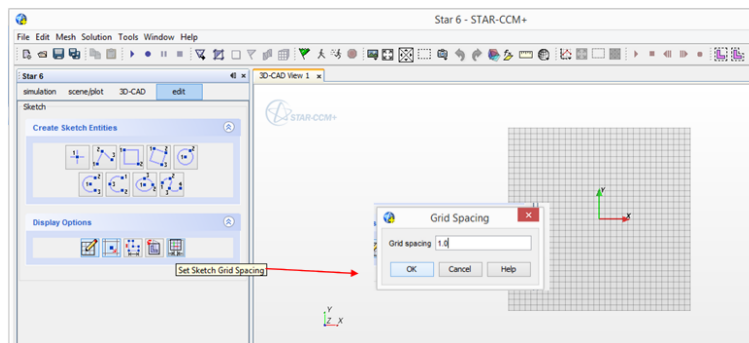 Star 6 - STAR-CCM+
File Edit Mesh Solution Tools Window Help
Star 6
3D-CAD View 1
simulation scene/plot 3D-CAD edit
Sketch
Create Sketch Entities
STAR-CCM+
Display Options
Set Sketch Grid Spacing
Grid Spacing
Grid spacing 1.0
OK Cancel Help
Y
X
Y
Z X